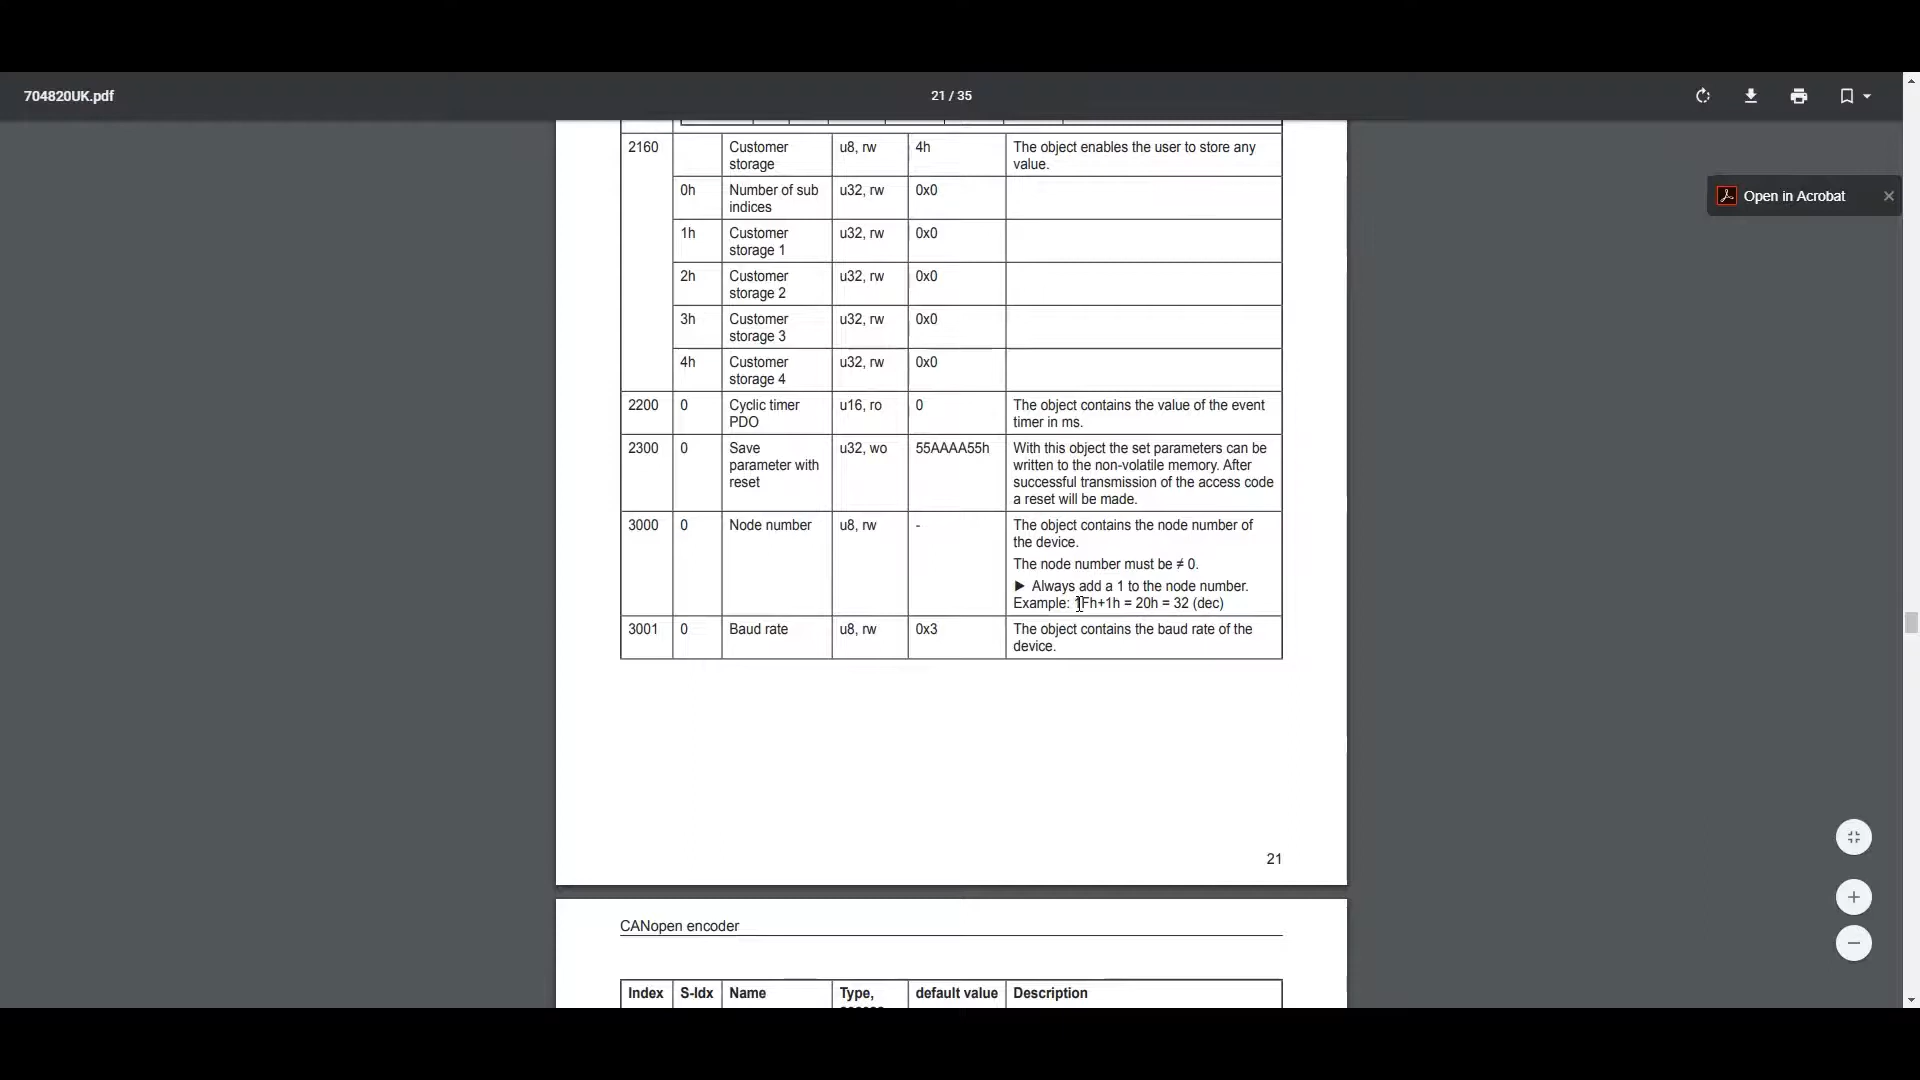 704820UK.pdf
21 / 35
Open in Acrobat
2160 Customer storage u8, rw 4h The object enables the user to store any value.
0h Number of sub indices u32, rw 0x0
1h Customer storage 1 u32, rw 0x0
2h Customer storage 2 u32, rw 0x0
3h Customer storage 3 u32, rw 0x0
4h Customer storage 4 u32, rw 0x0
2200 0 Cyclic timer PDO u16, ro 0 The object contains the value of the event timer in ms.
2300 0 Save parameter with reset u32, wo 55AAAA55h With this object the set parameters can be written to the non-volatile memory. After successful transmission of the access code a reset will be made.
3000 0 Node number u8, rw - The object contains the node number of the device.
The node number must be ≠ 0.
► Always add a 1 to the node number.
Example: 1Fh+1h = 20h = 32 (dec)
3001 0 Baud rate u8, rw 0x3 The object contains the baud rate of the device.
21
CANopen encoder
Index S-Idx Name Type, default value Description